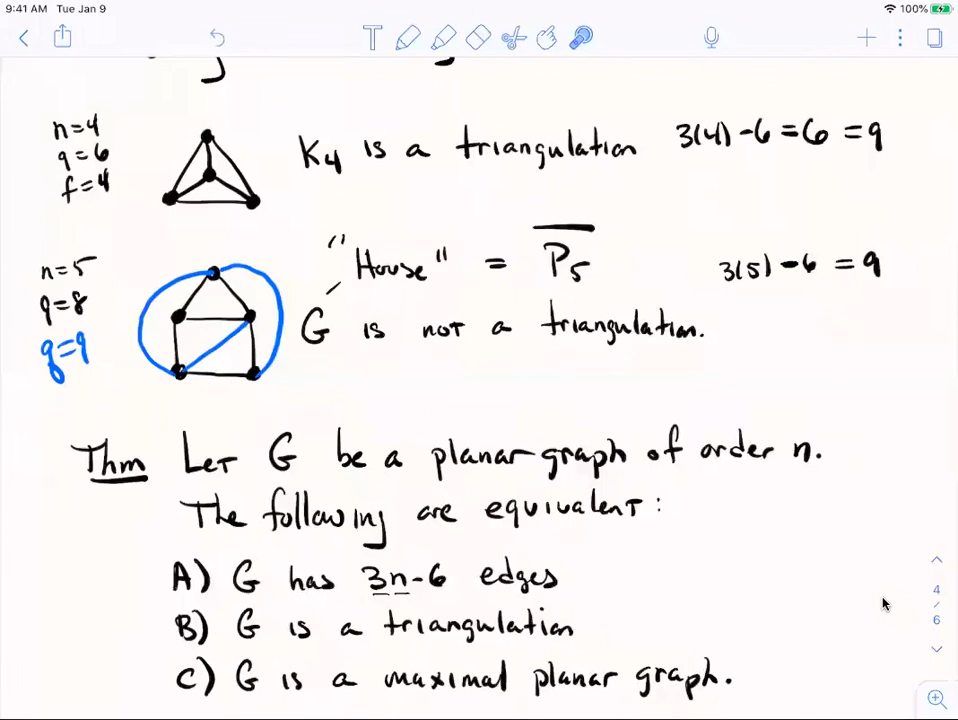 9:41 AM Tue Jan 9
100%
n=4
q=6
f=4
K4 is a triangulation 3(4)-6=6=q
n=5
q=8
q=9
"House" = P̅5̅ 3(5)-6 = 9
G is not a triangulation.
Thm Let G be a planar graph of order n.
The following are equivalent:
A) G has 3n-6 edges
B) G is a triangulation
C) G is a maximal planar graph.
4
/
6